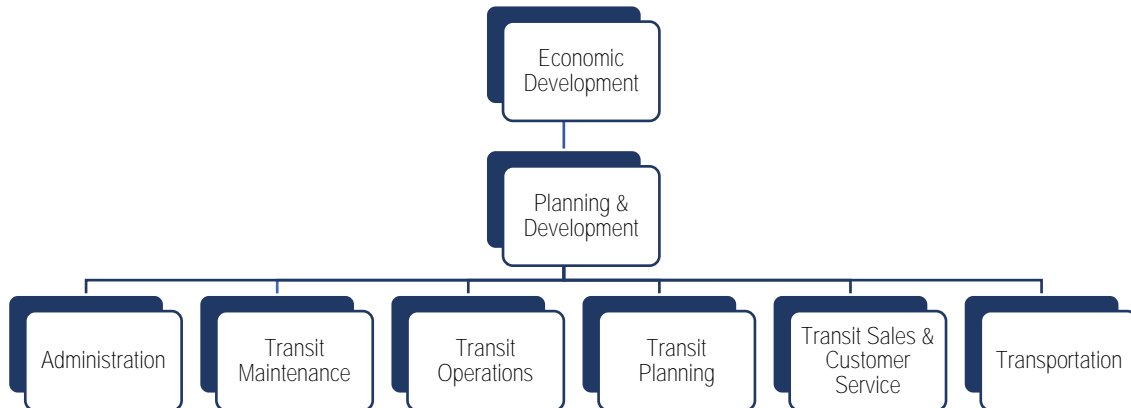 Economic
Development
Planning &
Development
Administration
Transit
Maintenance
Transit
Operations
Transit
Planning
Transit Sales &
Customer
Service
Transportation